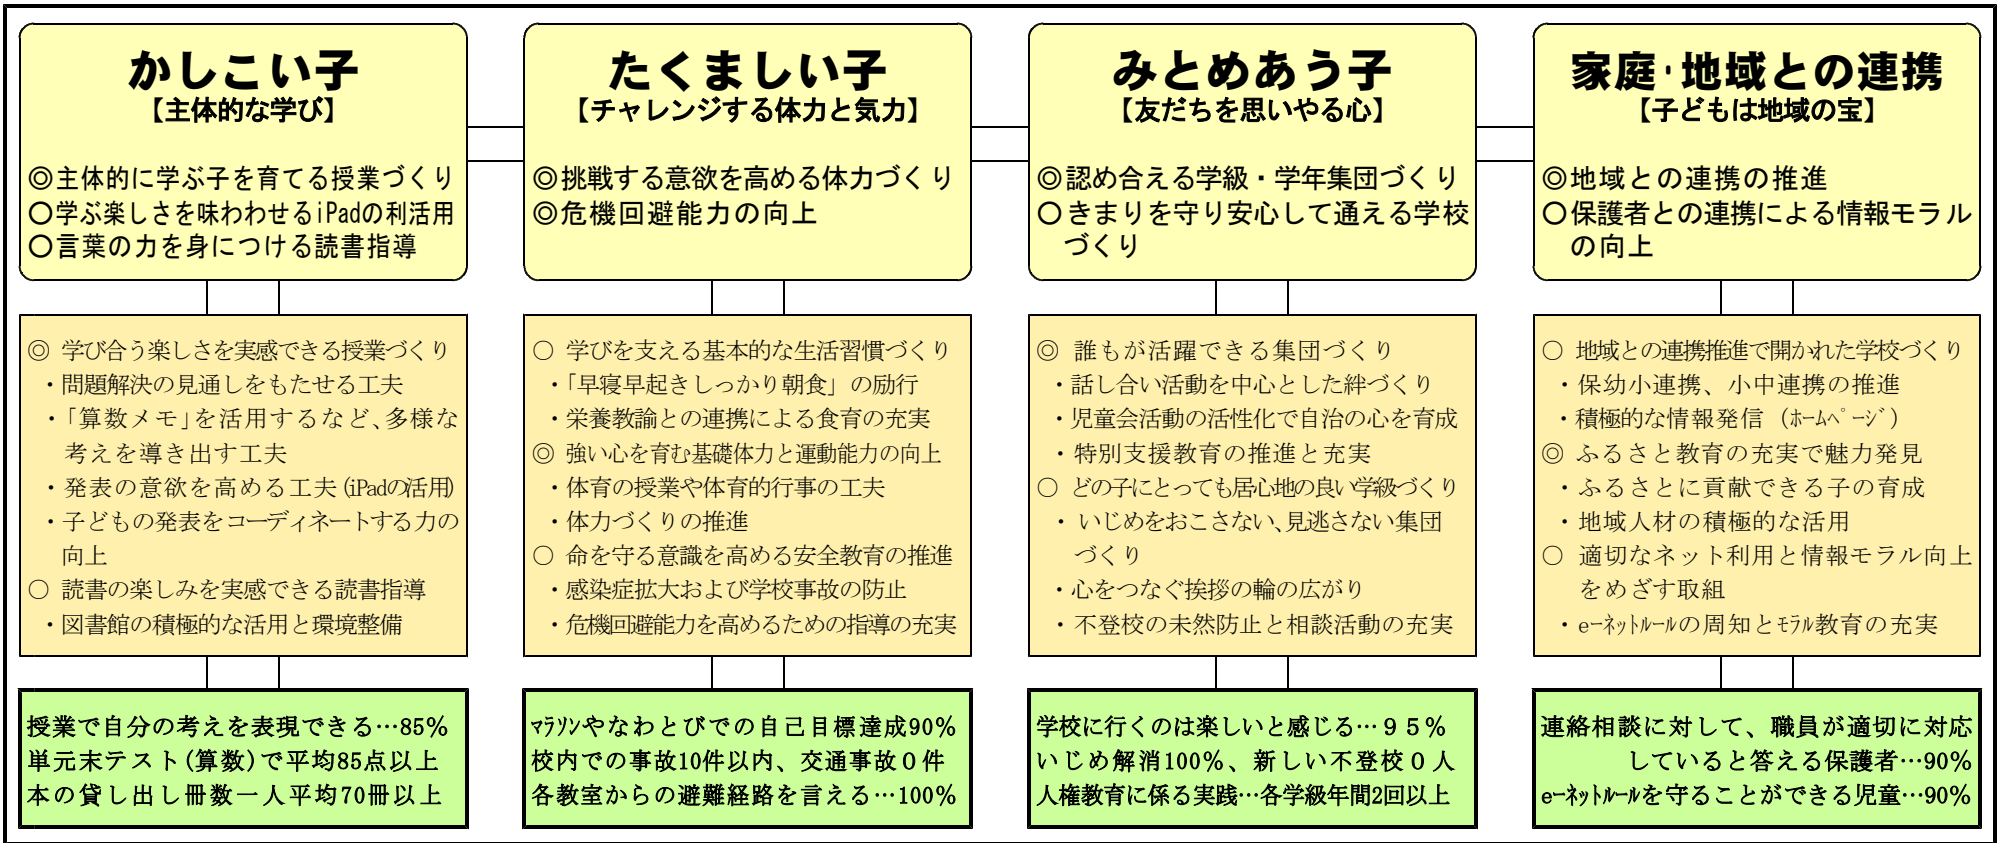 かしこい子
【主体的な学び】
◎主体的に学ぶ子を育てる授業づくり
○学ぶ楽しさを味わわせるiPadの利活用
○言葉の力を身につける読書指導
◎ 学び合う楽しさを実感できる授業づくり
・問題解決の見通しをもたせる工夫
・「算数メモ」を活用するなど、多様な
考えを導き出す工夫
・発表の意欲を高める工夫(iPadの活用)
・子どもの発表をコーディネートする力の
向上
○ 読書の楽しみを実感できる読書指導
・図書館の積極的な活用と環境整備
授業で自分の考えを表現できる…85%
単元末テスト(算数)で平均85点以上
本の貸し出し冊数一人平均70冊以上
たくましい子
【チャレンジする体力と気力】
◎挑戦する意欲を高める体力づくり
◎危機回避能力の向上
○ 学びを支える基本的な生活習慣づくり
・「早寝早起きしっかり朝食」の励行
・栄養教諭との連携による食育の充実
◎ 強い心を育む基礎体力と運動能力の向上
・体育の授業や体育的行事の工夫
・体力づくりの推進
○ 命を守る意識を高める安全教育の推進
・感染症拡大および学校事故の防止
・危機回避能力を高めるための指導の充実
ﾏﾗｿﾝやなわとびでの自己目標達成90%
校内での事故10件以内、交通事故０件
各教室からの避難経路を言える…100%
みとめあう子
【友だちを思いやる心】
◎認め合える学級・学年集団づくり
○きまりを守り安心して通える学校
づくり
◎ 誰もが活躍できる集団づくり
・話し合い活動を中心とした絆づくり
・児童会活動の活性化で自治の心を育成
・特別支援教育の推進と充実
○ どの子にとっても居心地の良い学級づくり
・ いじめをおこさない、見逃さない集団
づくり
・心をつなぐ挨拶の輪の広がり
・不登校の未然防止と相談活動の充実
学校に行くのは楽しいと感じる…９５%
いじめ解消100%、新しい不登校０人
人権教育に係る実践…各学級年間2回以上
家庭・地域との連携
【子どもは地域の宝】
◎地域との連携の推進
○保護者との連携による情報モラル
の向上
○ 地域との連携推進で開かれた学校づくり
・保幼小連携、小中連携の推進
・積極的な情報発信（ﾎｰﾑﾍﾟｰｼﾞ）
◎ ふるさと教育の充実で魅力発見
・ふるさとに貢献できる子の育成
・地域人材の積極的な活用
○ 適切なネット利用と情報モラル向上
をめざす取組
・eｰﾈｯﾄﾙｰﾙの周知とﾓﾗﾙ教育の充実
連絡相談に対して、職員が適切に対応
していると答える保護者…90%
eｰﾈｯﾄﾙｰﾙを守ることができる児童…90%